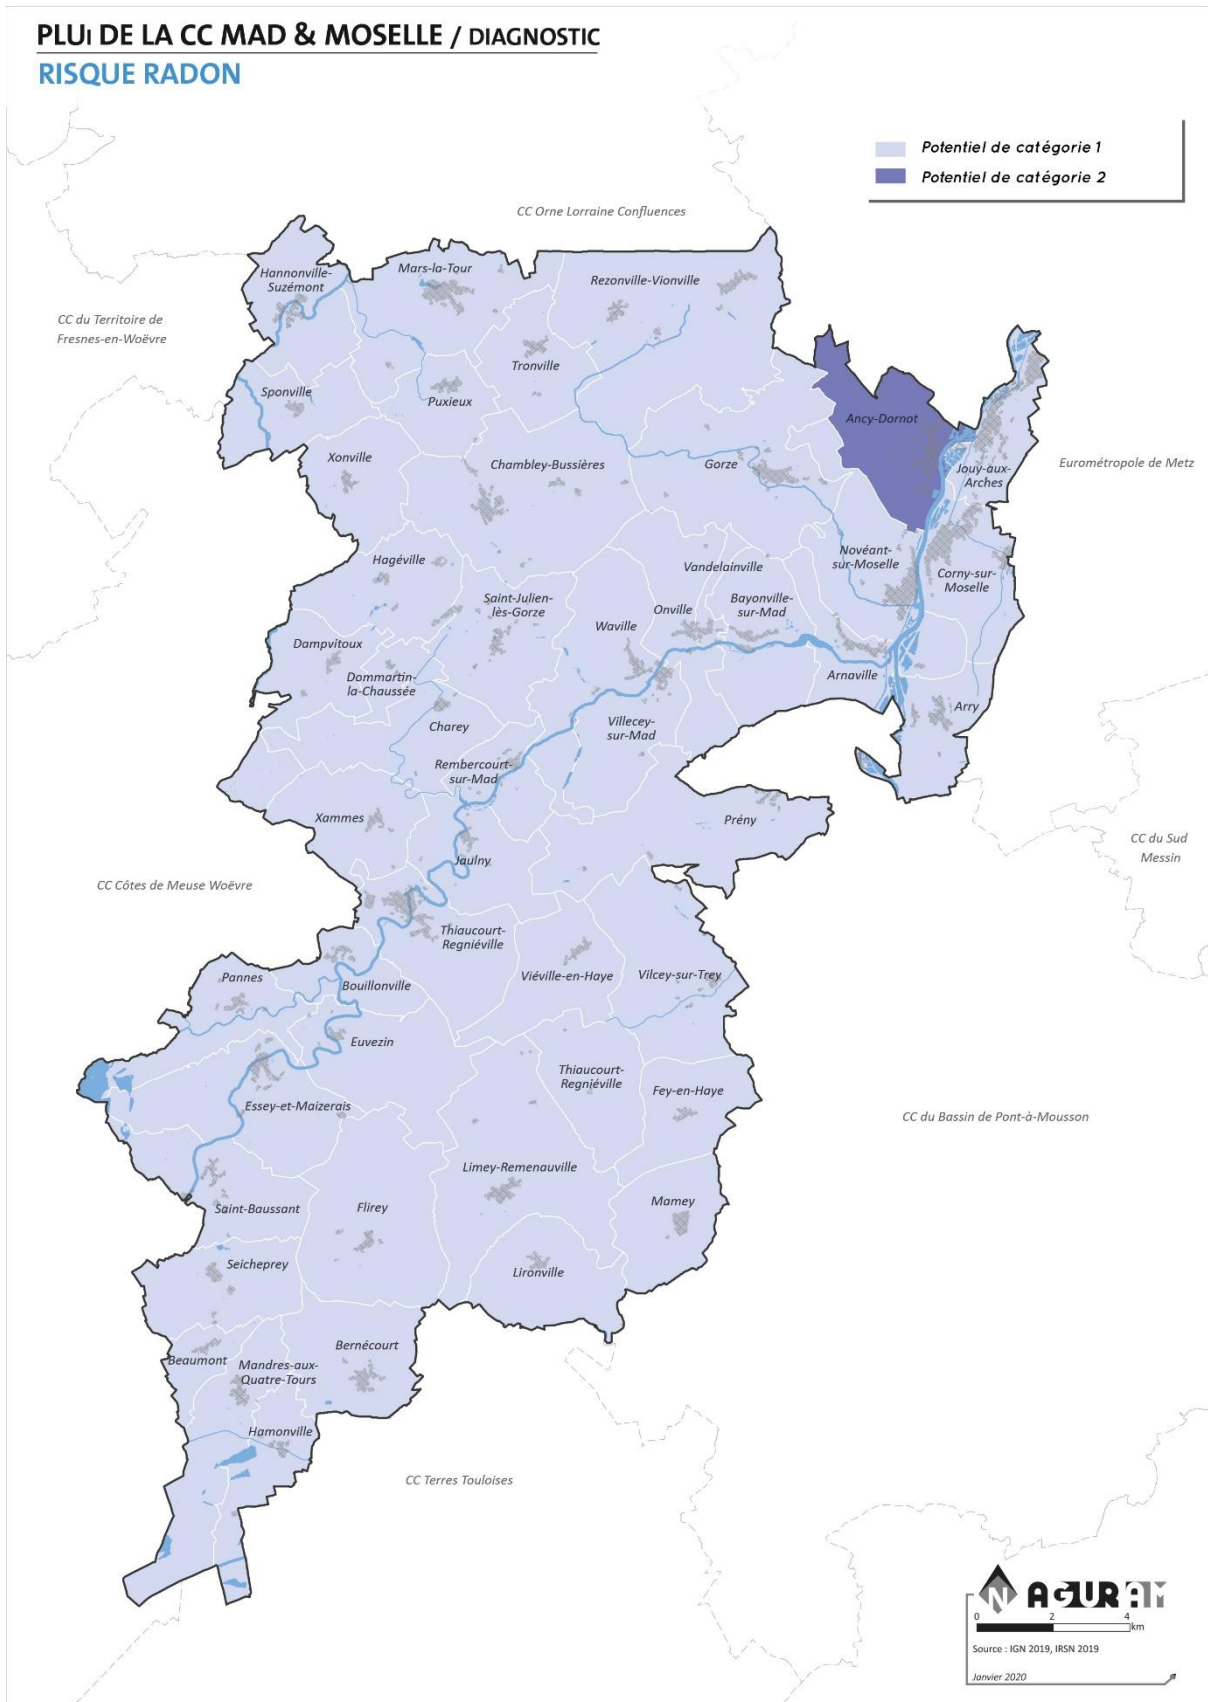 PLUi DE LA CC MAD & MOSELLE / DIAGNOSTIC
RISQUE RADON
Potentiel de catégorie 1
Potentiel de catégorie 2
CC Orne Lorraine Confluences
CC du Territoire de
Fresnes-en-Woëvre
Hannonville-
Suzémont
Mars-la-Tour
Rezonville-Vionville
Tronville
Sponville
Puxieux
Ancy-Dornot
Xonville
Chambley-Bussières
Gorze
Jouy-aux-
Arches
Eurométropole de Metz
Hagéville
Novéant-
sur-Moselle
Vandelainville
Corny-sur-
Moselle
Saint-Julien-
lès-Gorze
Onville
Bayonville-
sur-Mad
Waville
Dampvitoux
Dommartin-
la-Chaussée
Arnaville
Arry
Charey
Villecey-
sur-Mad
Rembercourt-
sur-Mad
Xammes
Prény
CC du Sud
Messin
Jaulny
CC Côtes de Meuse Woëvre
Thiaucourt-
Regniéville
Pannes
Bouillonville
Viéville-en-Haye
Vilcey-sur-Trey
Euvezin
Thiaucourt-
Regniéville
Fey-en-Haye
Essey-et-Maizerais
CC du Bassin de Pont-à-Mousson
Limey-Remenauville
Saint-Baussant
Flirey
Mamey
Seicheprey
Lironville
Beaumont
Mandres-aux-
Quatre-Tours
Bernécourt
Hamonville
CC Terres Touloises
N
AGURAM
0 2 4
km
Source : IGN 2019, IRSN 2019
Janvier 2020